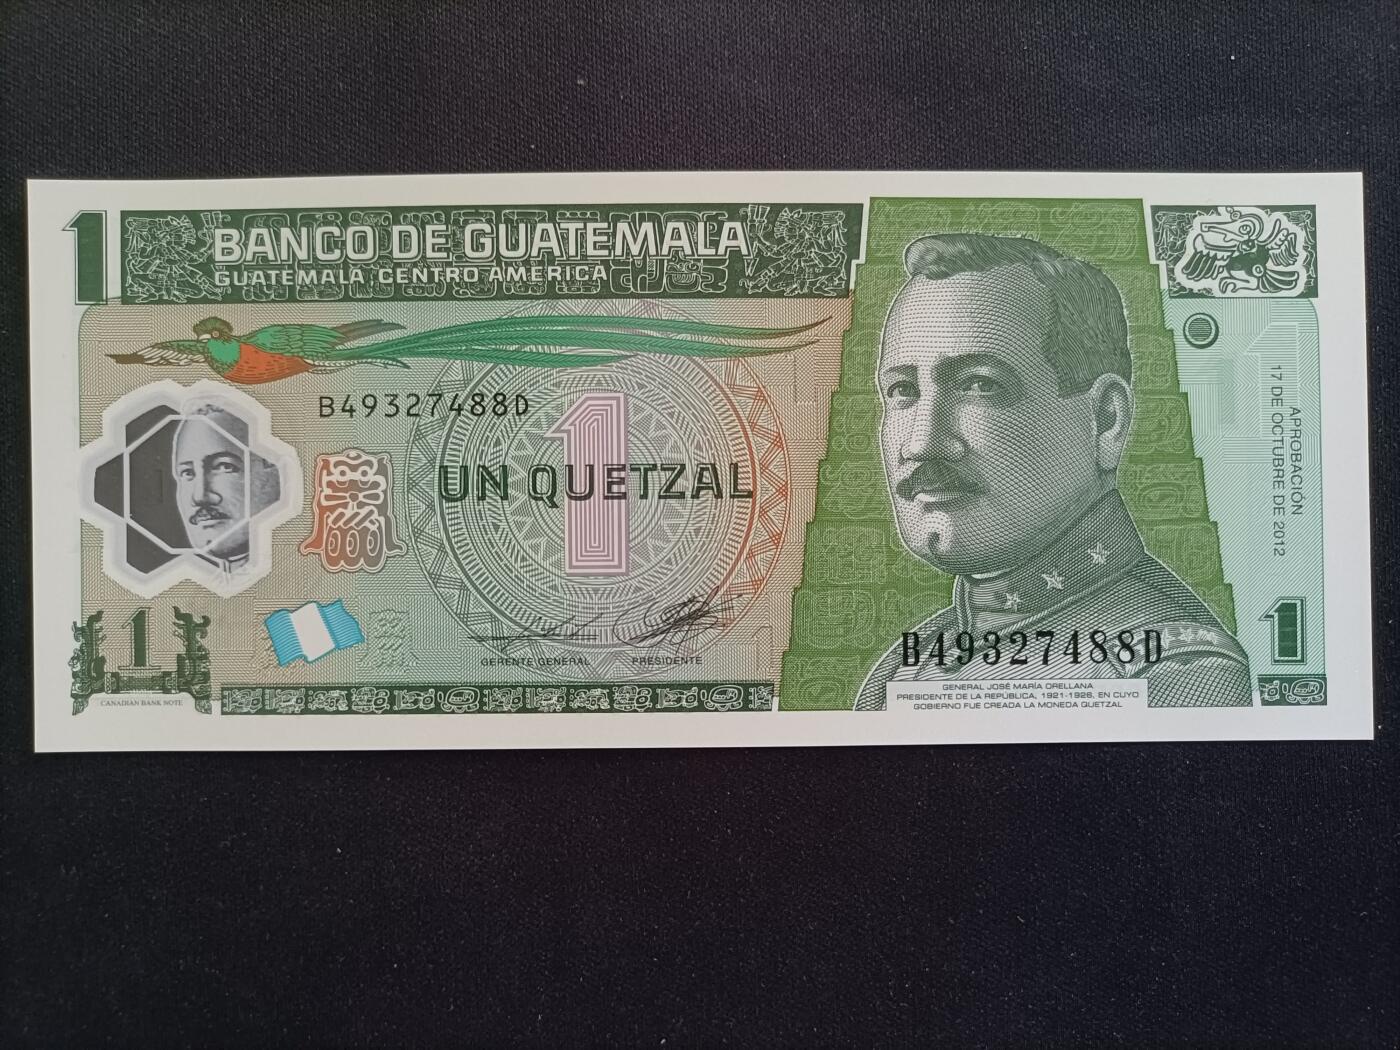 1
BANCO DE GUATEMALA
GUATEMALA, CENTRO AMERICA
B49327488D
1
UN QUETZAL
APROBACIÓN
17 DE OCTUBRE DE 2012
1
CANADIAN BANK NOTE
GERENTE GENERAL
PRESIDENTE
B49327488D
1
GENERAL JOSÉ MARÍA ORELLANA
PRESIDENTE DE LA REPÚBLICA, 1921-1926, EN CUYO
GOBIERNO FUE CREADA LA MONEDA QUETZAL